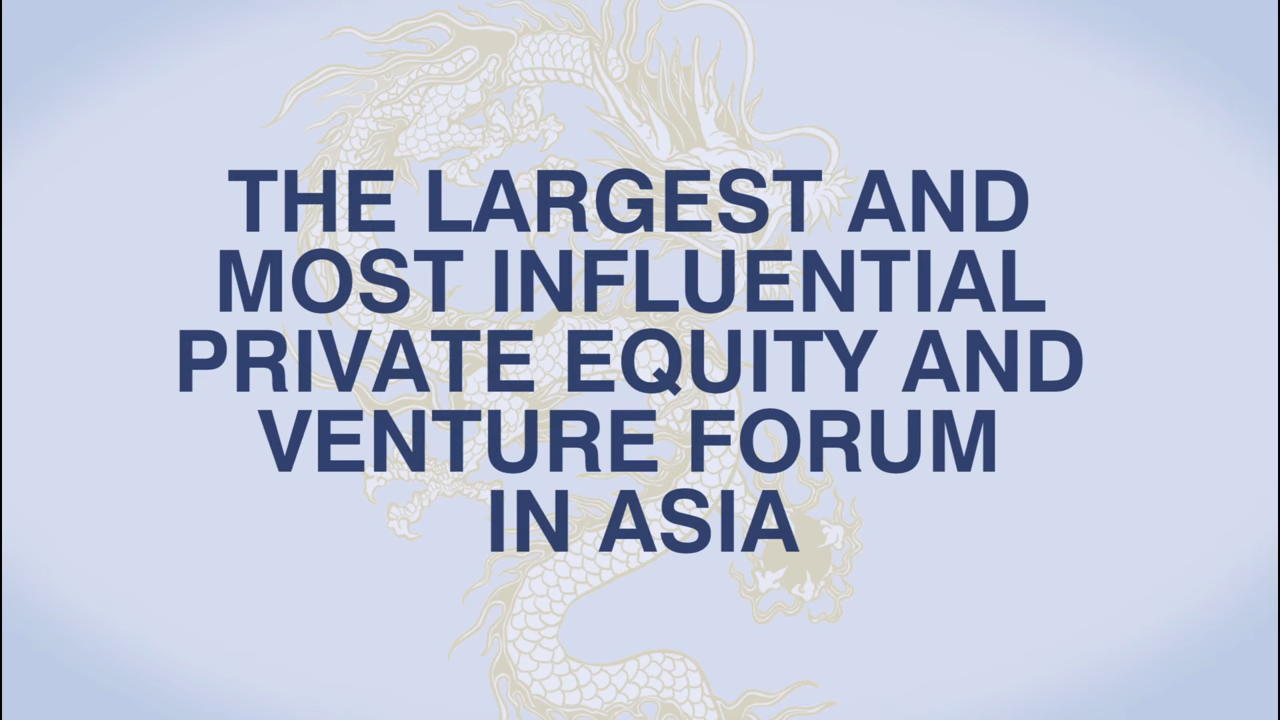 THE LARGEST AND
MOST INFLUENTIAL
PRIVATE EQUITY AND
VENTURE FORUM
IN ASIA